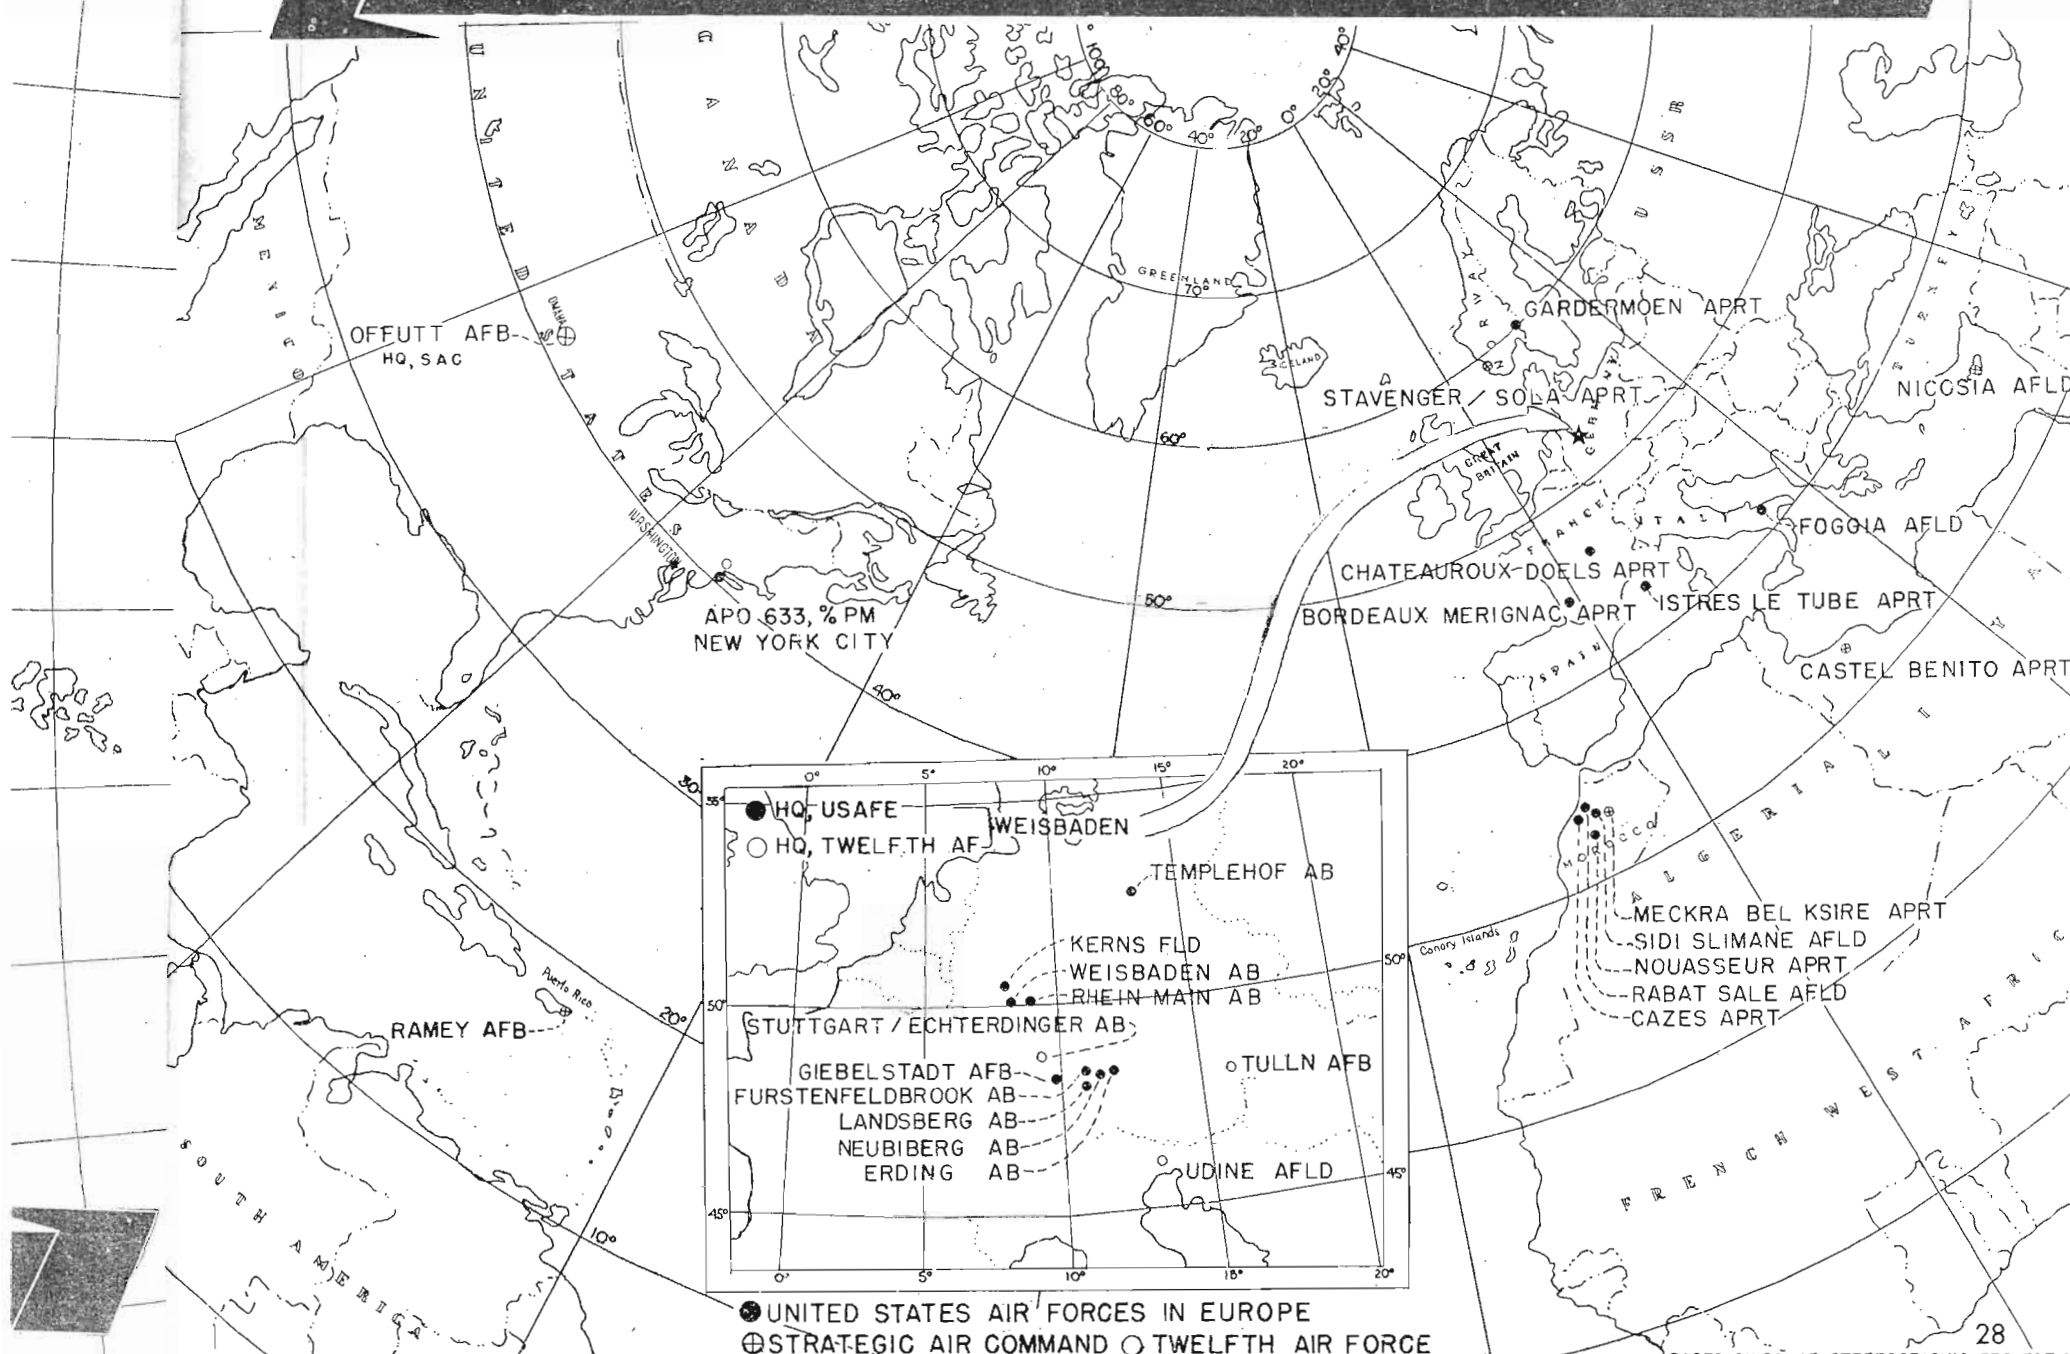 100°
80°
60°
40°
20°
0°
20°
40°
UNITED STATES
CANADA
MEXICO
USSR
NORWAY
TURKEY
GREENLAND
70°
ICELAND
GARDERMOEN APRT
OMAHA
OFFUTT AFB
HQ, SAC
STAVENGER / SOLA APRT
NICOSIA AFLD
GERMANY
60°
GREAT
BRITAIN
FRANCE
ITALY
FOGGIA AFLD
WASHINGTON
CHATEAUROUX-DOELS APRT
50°
APO 633, % PM
NEW YORK CITY
BORDEAUX MERIGNAC APRT
ISTRES LE TUBE APRT
SPAIN
CASTEL BENITO APRT
40°
30°
ALGERIA
MOROCCO
MECKRA BEL KSIRE APRT
SIDI SLIMANE AFLD
NOUASSEUR APRT
RABAT SALE AFLD
CAZES APRT
Canary Islands
Puerto Rico
RAMEY AFB
20°
FRENCH WEST AFRIC
SOUTH AMERICA
10°
0° 5° 10° 15° 20°
55°
HQ, USAFE
WEISBADEN
HQ, TWELFTH AF
TEMPLEHOF AB
KERNS FLD
WEISBADEN AB
RHEIN MAIN AB
50°
50°
STUTTGART / ECHTERDINGER AB
GIEBELSTADT AFB
TULLN AFB
FURSTENFELDBROOK AB
LANDSBERG AB
NEUBIBERG AB
ERDING AB
UDINE AFLD
45°
45°
0° 5° 10° 15° 20°
UNITED STATES AIR FORCES IN EUROPE
STRATEGIC AIR COMMAND TWELFTH AIR FORCE
28